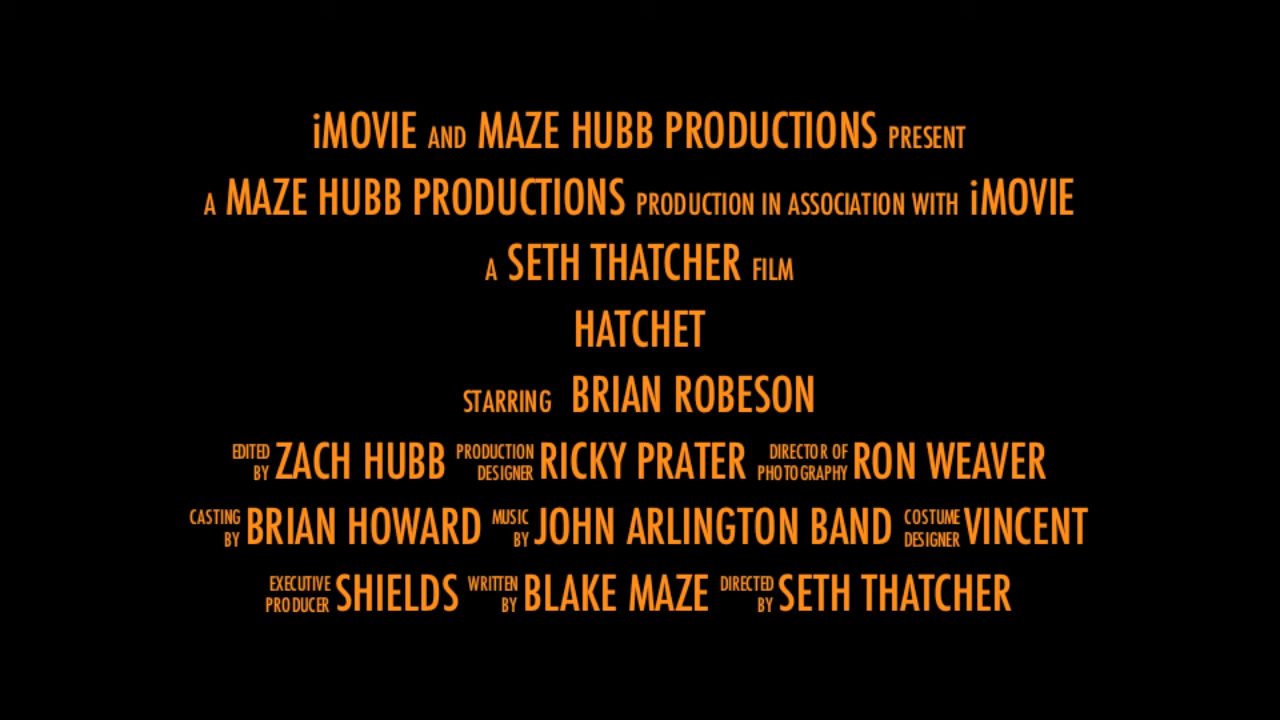 iMOVIE AND MAZE HUBB PRODUCTIONS PRESENT
A MAZE HUBB PRODUCTIONS PRODUCTION IN ASSOCIATION WITH iMOVIE
A SETH THATCHER FILM
HATCHET
STARRING BRIAN ROBESON
EDITED BY ZACH HUBB PRODUCTION DESIGNER RICKY PRATER DIRECTOR OF PHOTOGRAPHY RON WEAVER
CASTING BY BRIAN HOWARD MUSIC BY JOHN ARLINGTON BAND COSTUME DESIGNER VINCENT
EXECUTIVE PRODUCER SHIELDS WRITTEN BY BLAKE MAZE DIRECTED BY SETH THATCHER